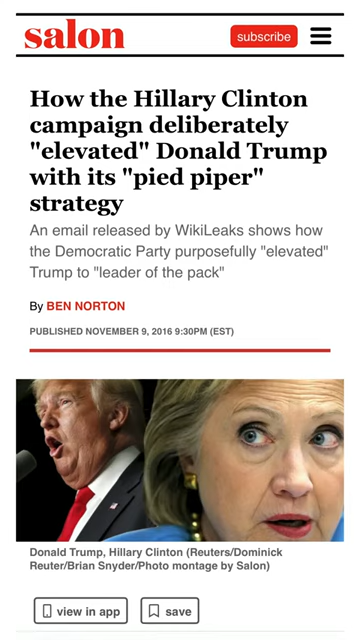 salon
subscribe
How the Hillary Clinton
campaign deliberately
"elevated" Donald Trump
with its "pied piper"
strategy
An email released by WikiLeaks shows how
the Democratic Party purposefully "elevated"
Trump to "leader of the pack"
By BEN NORTON
PUBLISHED NOVEMBER 9, 2016 9:30PM (EST)
Donald Trump, Hillary Clinton (Reuters/Dominick
Reuter/Brian Snyder/Photo montage by Salon)
view in app
save